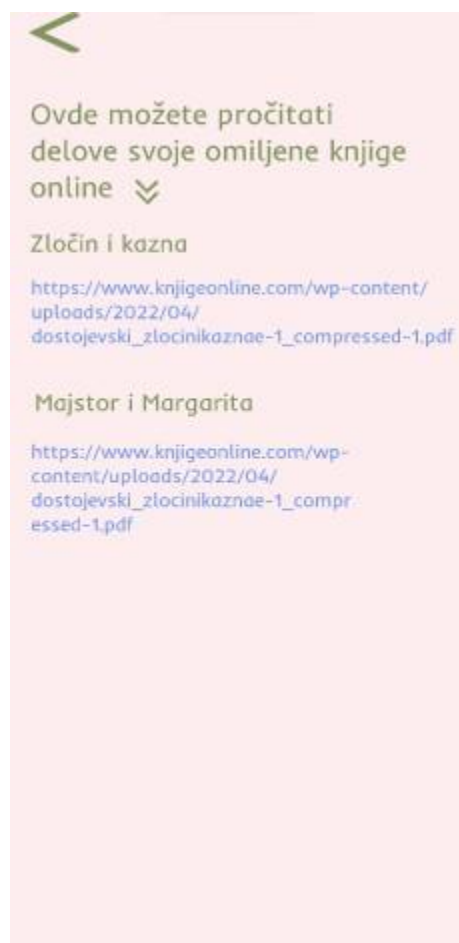 Ovde možete pročitati
delove svoje omiljene knjige
online
Zločin i kazna
https://www.knjigeonline.com/wp-content/
uploads/2022/04/
dostojevski_zlocinikaznae-1_compressed-1.pdf
Majstor i Margarita
https://www.knjigeonline.com/wp-
content/uploads/2022/04/
dostojevski_zlocinikaznae-1_compr
essed-1.pdf